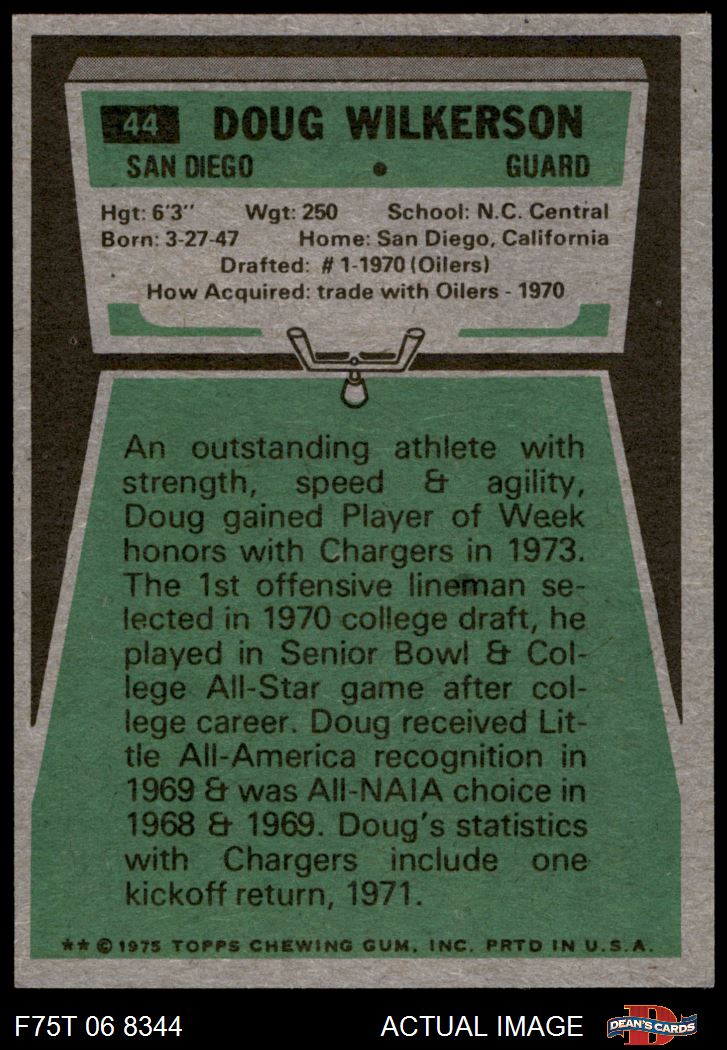 44 DOUG WILKERSON
SAN DIEGO • GUARD
Hgt: 6'3" Wgt: 250 School: N.C. Central
Born: 3-27-47 Home: San Diego, California
Drafted: #1-1970 (Oilers)
How Acquired: trade with Oilers - 1970
An outstanding athlete with
strength, speed & agility,
Doug gained Player of Week
honors with Chargers in 1973.
The 1st offensive lineman se-
lected in 1970 college draft, he
played in Senior Bowl & Col-
lege All-Star game after col-
lege career. Doug received Lit-
tle All-America recognition in
1969 & was All-NAIA choice in
1968 & 1969. Doug's statistics
with Chargers include one
kickoff return, 1971.
** © 1975 TOPPS CHEWING GUM, INC. PRTD IN U.S.A.
F75T 06 8344 ACTUAL IMAGE DEAN'S CARDS